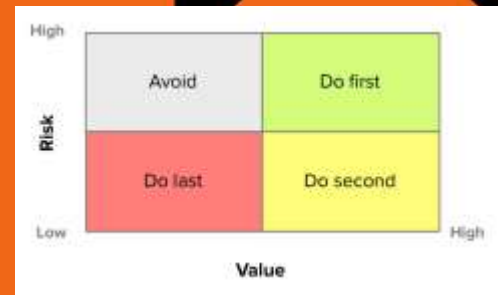 High
Avoid
Do first
Risk
Do last
Do second
Low
High
Value